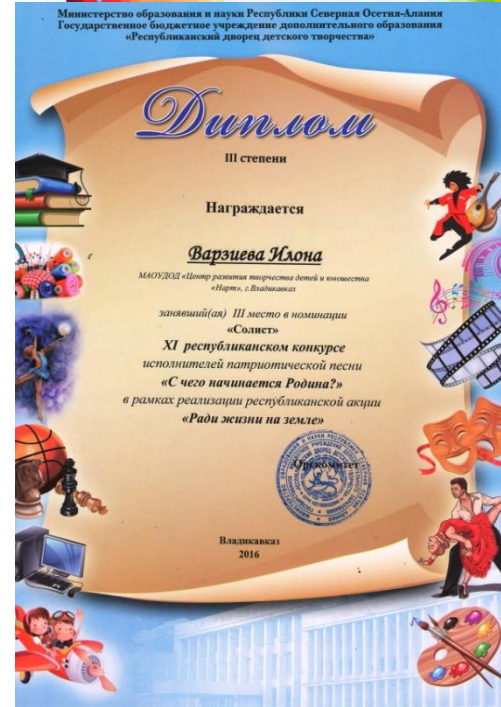 Министерство образования и науки Республики Северная Осетия-Алания
Государственное бюджетное учреждение дополнительного образования
«Республиканский дворец детского творчества»
Диплом
III степени
Награждается
Варзиева Илона
МАОУДОД «Центр развития творчества детей и юношества
«Нарт», г.Владикавказ
занявший(ая) III место в номинации
«Солист»
XI республиканском конкурсе
исполнителей патриотической песни
«С чего начинается Родина?»
в рамках реализации республиканской акции
«Ради жизни на земле»
Оргкомитет
Владикавказ
2016